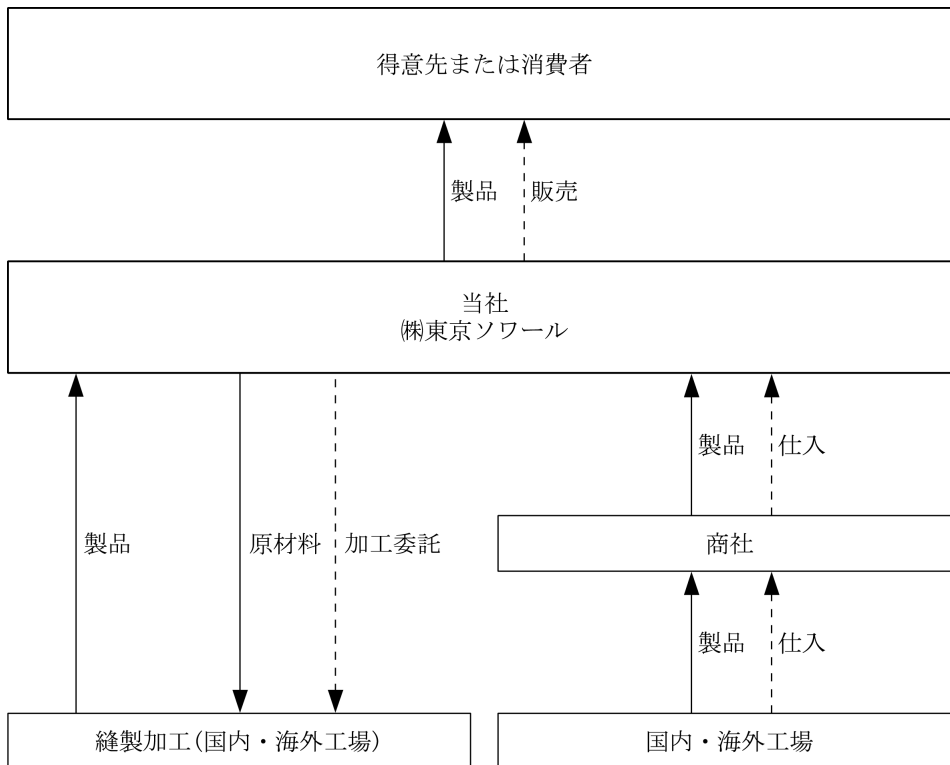 得意先または消費者
製品
販売
当社
㈱東京ソワール
製品
仕入
商社
製品
原材料
加工委託
製品
仕入
縫製加工(国内・海外工場)
国内・海外工場